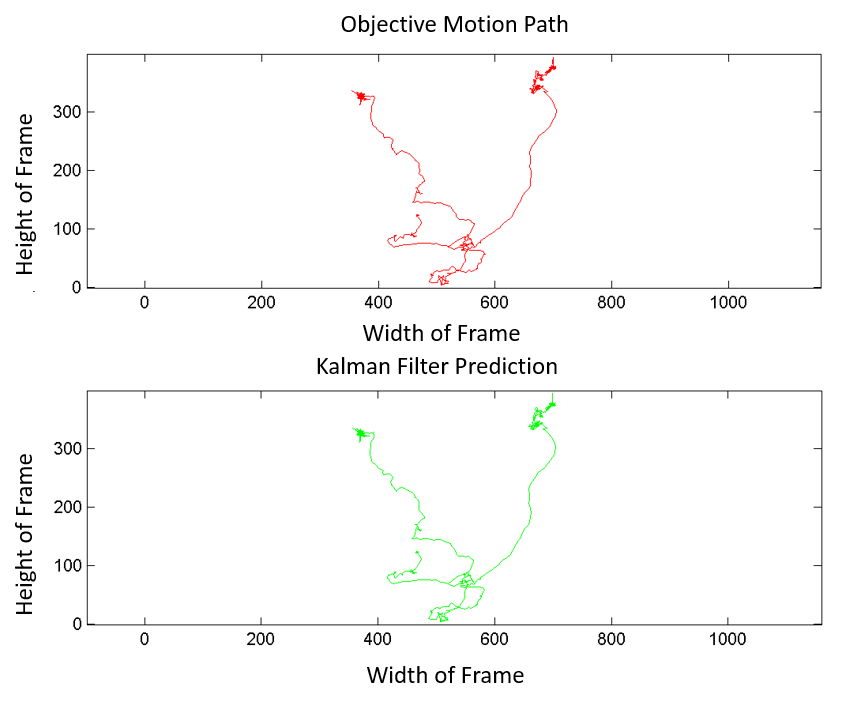 Objective Motion Path
Height of Frame
300
200
100
0
0 200 400 600 800 1000
Width of Frame
Kalman Filter Prediction
Height of Frame
300
200
100
0
0 200 400 600 800 1000
Width of Frame